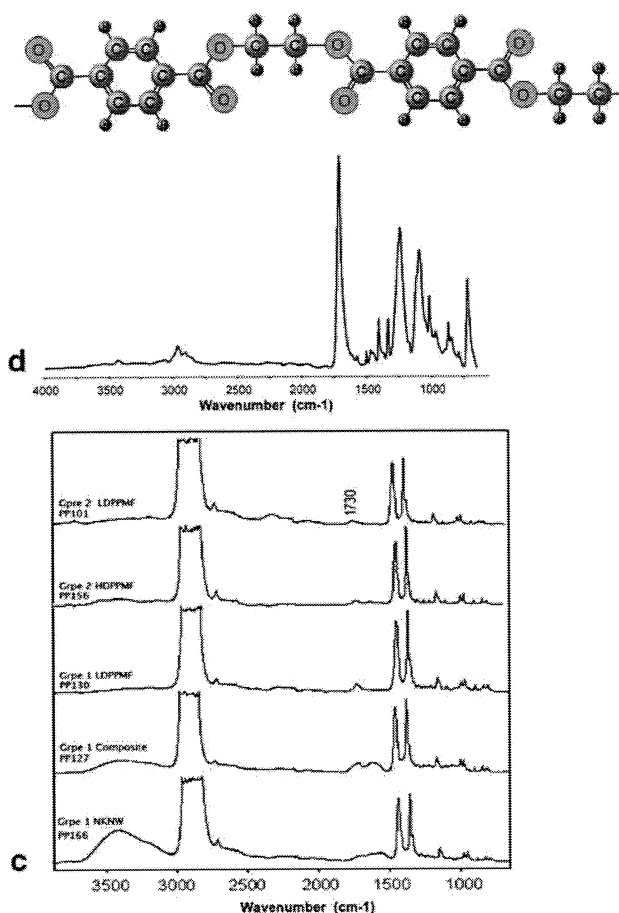 O O O O O O
C C C C C C C C
O O O O O O
d
4000 3500 3000 2500 2000 1500 1000
Wavenumber (cm-1)
Grpe 2 LDPPMF
PP101
1730
Grpe 2 HDPPMF
PP156
Grpe 1 LDPPMF
PP130
Grpe 1 Composite
PP127
Grpe 1 NKNW
PP166
c
3500 3000 2500 2000 1500 1000
Wavenumber (cm-1)